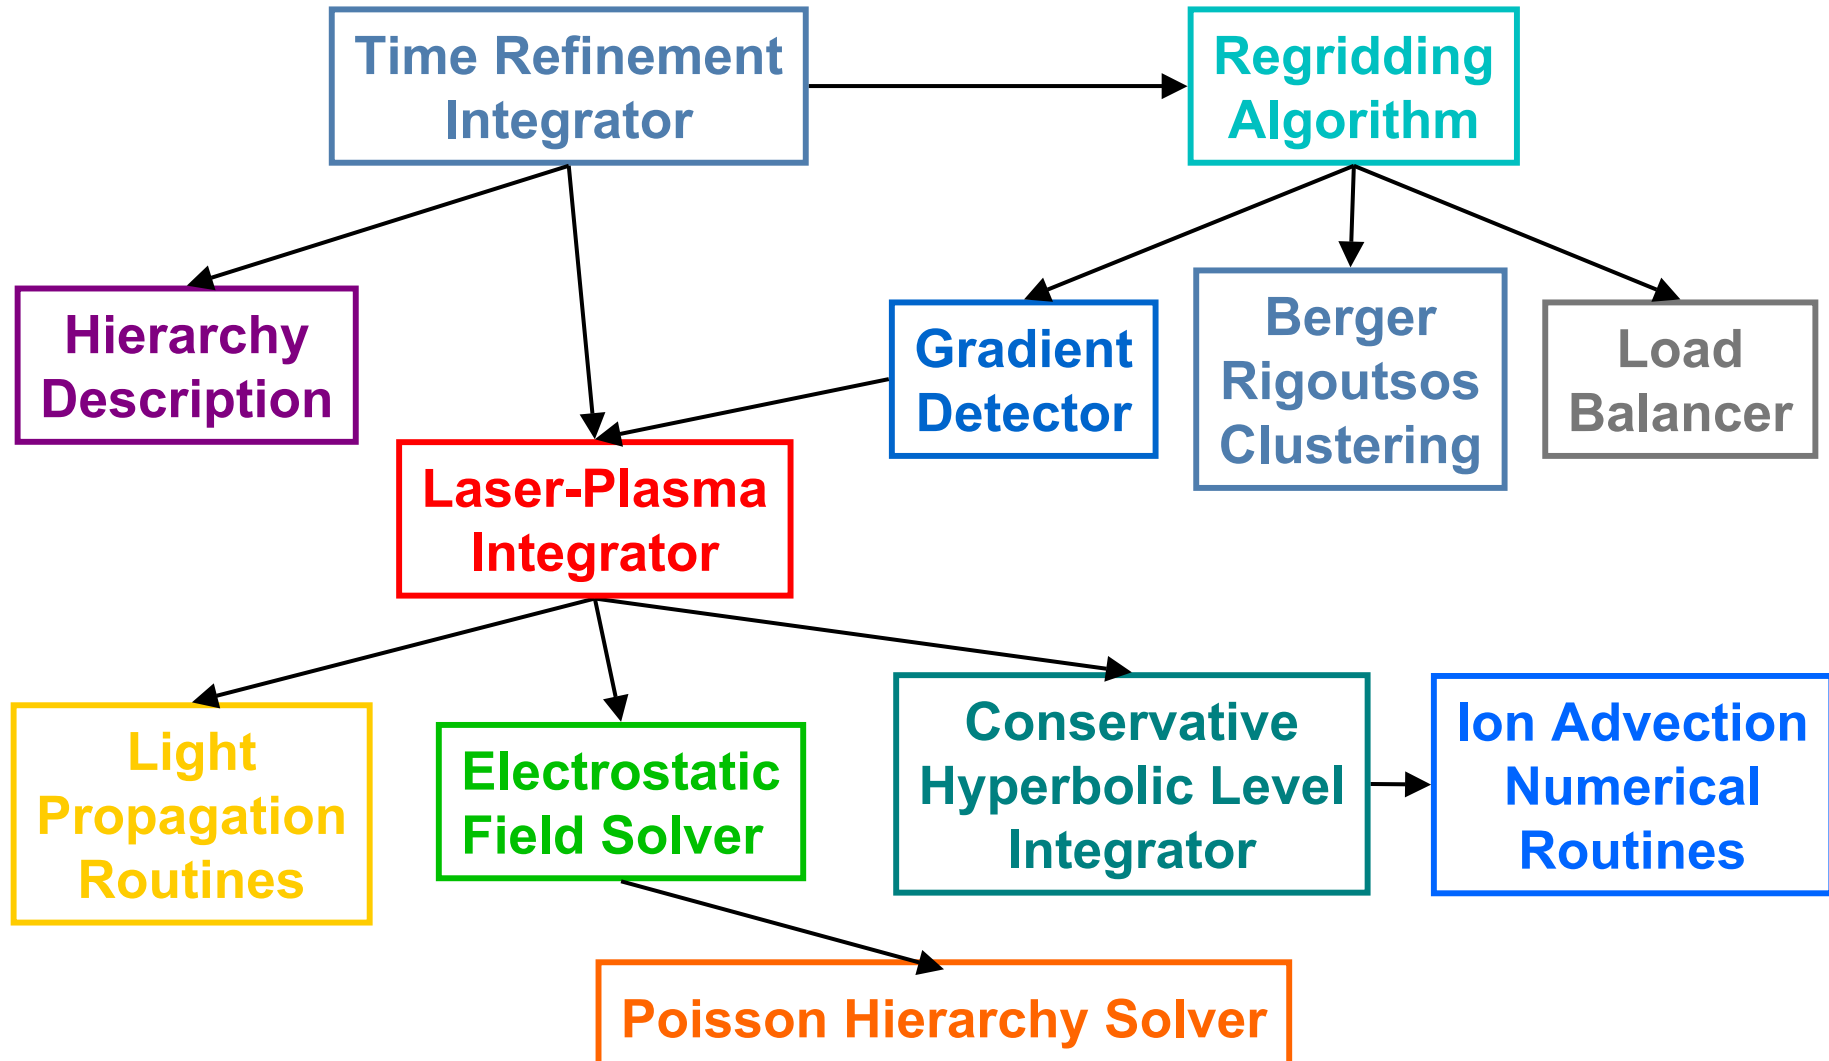 Time Refinement
Integrator
Regridding
Algorithm
Hierarchy
Description
Gradient
Detector
Berger
Rigoutsos
Clustering
Load
Balancer
Laser-Plasma
Integrator
Light
Propagation
Routines
Electrostatic
Field Solver
Conservative
Hyperbolic Level
Integrator
Ion Advection
Numerical
Routines
Poisson Hierarchy Solver